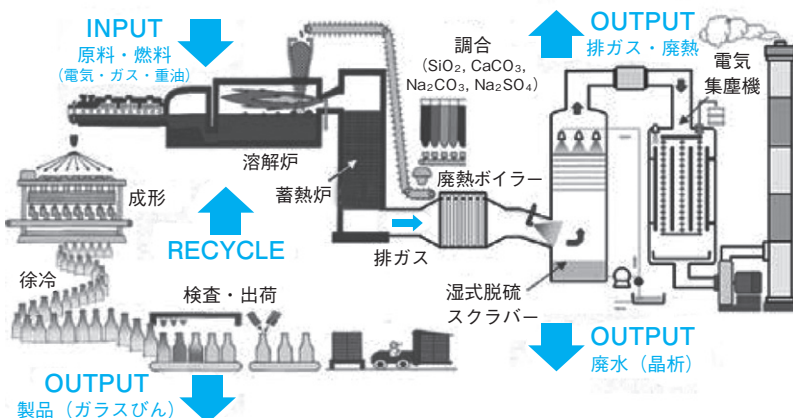 INPUT
原料・燃料
(電気・ガス・重油)
調合
(SiO₂, CaCO₃,
Na₂CO₃, Na₂SO₄)
OUTPUT
排ガス・廃熱
電気
集塵機
溶解炉
蓄熱炉
廃熱ボイラー
成形
RECYCLE
排ガス
徐冷
検査・出荷
湿式脱硫
スクラバー
OUTPUT
廃水（晶析）
OUTPUT
製品（ガラスびん）